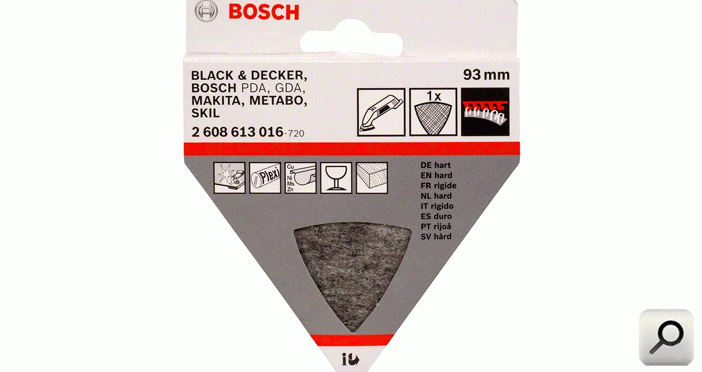 BOSCH
BLACK & DECKER,
BOSCH PDA, GDA,
MAKITA, METABO,
SKIL
2 608 613 016-720
93 mm
1x
Plexi
Cu
Ni
Ms
Zn
DE hart
EN hard
FR rigide
NL hard
IT rigido
ES duro
PT rijoå
SV hård